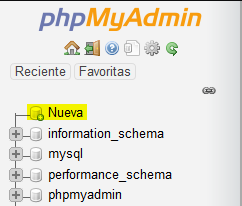 phpMyAdmin
Reciente Favoritas
Nueva
information_schema
mysql
performance_schema
phpmyadmin